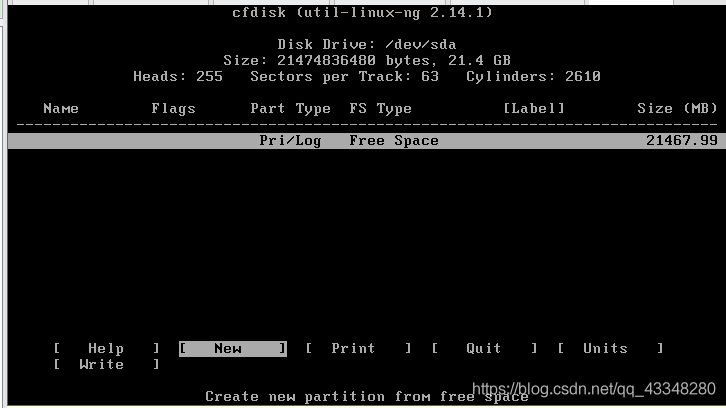 cfdisk (util-linux-ng 2.14.1)
Disk Drive: /dev/sda
Size: 21474836480 bytes, 21.4 GB
Heads: 255 Sectors per Track: 63 Cylinders: 2610
Name Flags Part Type FS Type [Label] Size (MB)
Pri/Log Free Space 21467.99
[ Help ] [ New ] [ Print ] [ Quit ] [ Units ]
[ Write ]
Create new partition from free space
https://blog.csdn.net/qq_43348280